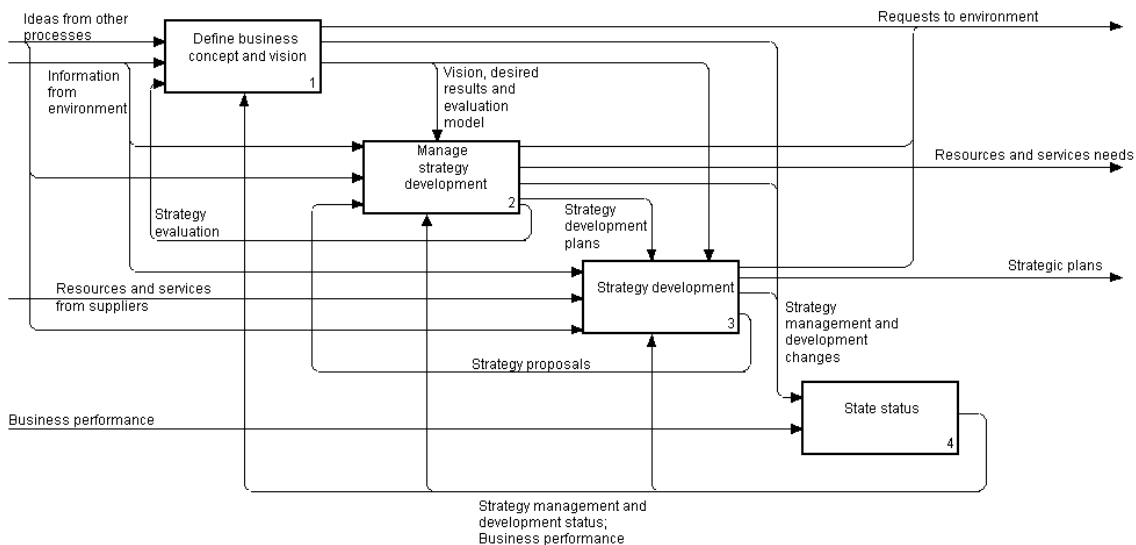 Ideas from other
processes
Requests to environment
Define business
concept and vision
1
Information
from
environment
Vision, desired
results and
evaluation
model
Manage
strategy
development
2
Resources and services needs
Strategy
evaluation
Strategy
development
plans
Strategic plans
Resources and services
from suppliers
Strategy development
3
Strategy
management and
development
changes
Strategy proposals
Business performance
State status
4
Strategy management and
development status;
Business performance